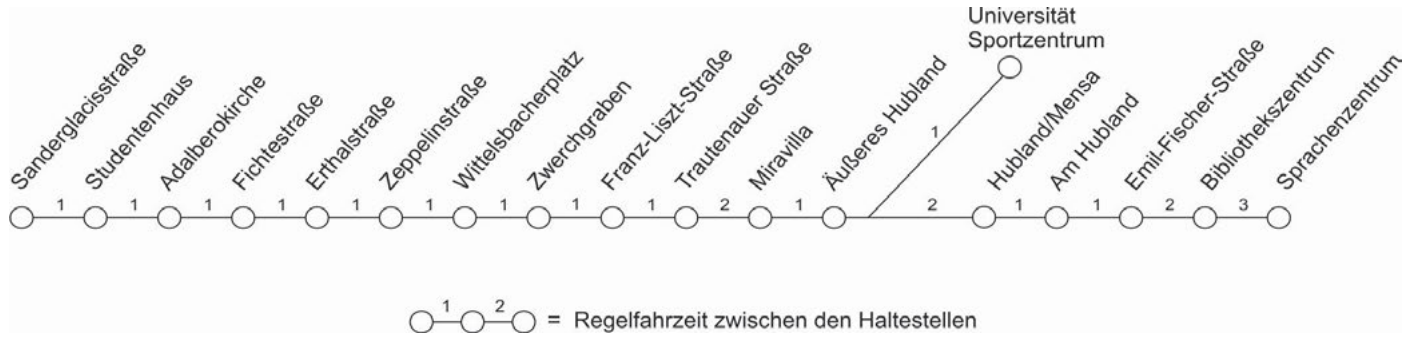 Universität
Sportzentrum
Sanderglacisstraße
Studentenhaus
Adalberokirche
Fichtestraße
Erthalstraße
Zeppelinstraße
Wittelsbacherplatz
Zwerchgraben
Franz-Liszt-Straße
Trautenauer Straße
Miravilla
Äußeres Hubland
Hubland/Mensa
Am Hubland
Emil-Fischer-Straße
Bibliothekszentrum
Sprachenzentrum
1
1 1 1 1 1 1 1 1 1 2 1 2 1 1 2 3
1 2
= Regelfahrzeit zwischen den Haltestellen